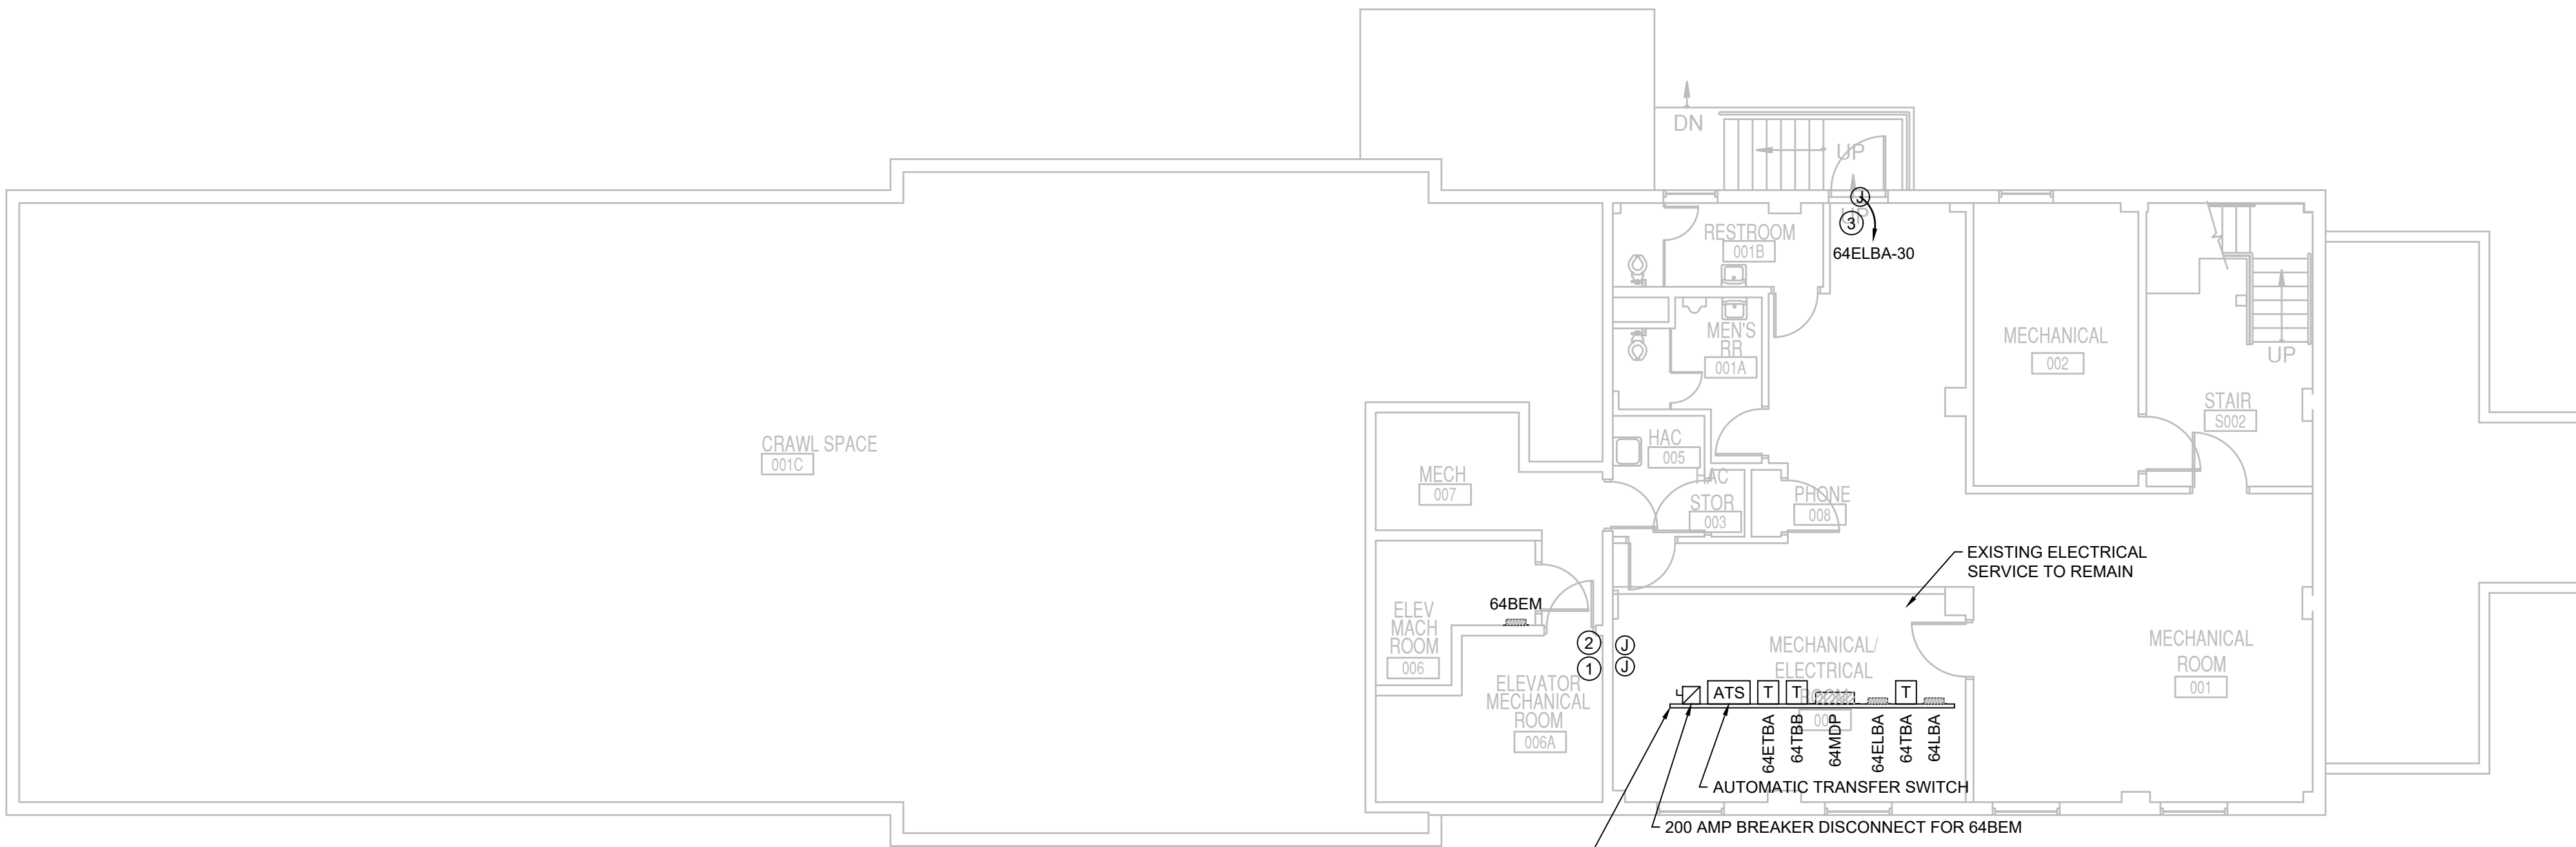 DN
UP
J
UP
3
64ELBA-30
RESTROOM
001B
MEN'S
RR
001A
MECHANICAL
002
UP
STAIR
S002
CRAWL SPACE
001C
HAC
005
MECH
007
HAC
STOR
003
PHONE
008
EXISTING ELECTRICAL
SERVICE TO REMAIN
64BEM
ELEV
MACH
ROOM
006
2
J
1
J
MECHANICAL/
ELECTRICAL
ROOM
MECHANICAL
ROOM
001
ELEVATOR
MECHANICAL
ROOM
006A
ATS
T
T
T
64ETBA
64TBB
64MDP
64ELBA
64TBA
64LBA
AUTOMATIC TRANSFER SWITCH
200 AMP BREAKER DISCONNECT FOR 64BEM